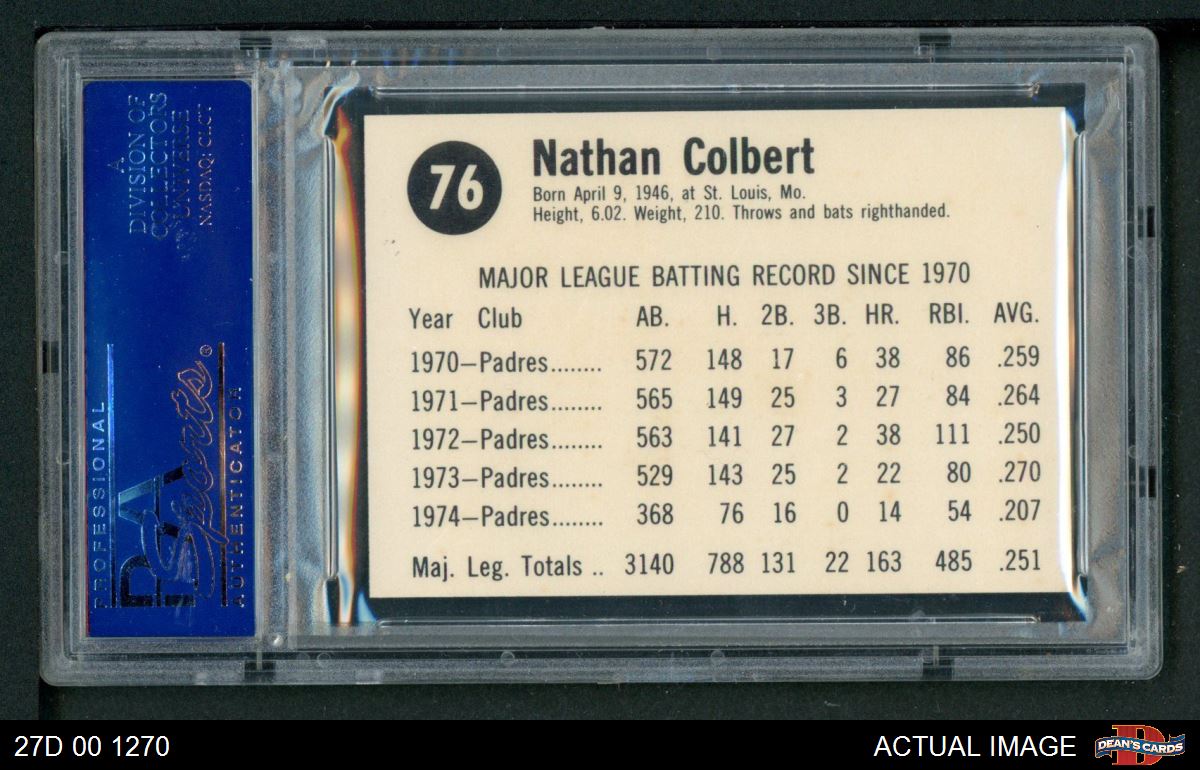 A
DIVISION OF
COLLECTORS
UNIVERSE
NASDAQ: CLCT
PROFESSIONAL
PSA
Sports®
AUTHENTICATOR
76
Nathan Colbert
Born April 9, 1946, at St. Louis, Mo.
Height, 6.02. Weight, 210. Throws and bats righthanded.
MAJOR LEAGUE BATTING RECORD SINCE 1970
Year Club AB. H. 2B. 3B. HR. RBI. AVG.
1970—Padres........ 572 148 17 6 38 86 .259
1971—Padres........ 565 149 25 3 27 84 .264
1972—Padres........ 563 141 27 2 38 111 .250
1973—Padres........ 529 143 25 2 22 80 .270
1974—Padres........ 368 76 16 0 14 54 .207
Maj. Leg. Totals .. 3140 788 131 22 163 485 .251
27D 00 1270
ACTUAL IMAGE
D
DEAN'S CARDS